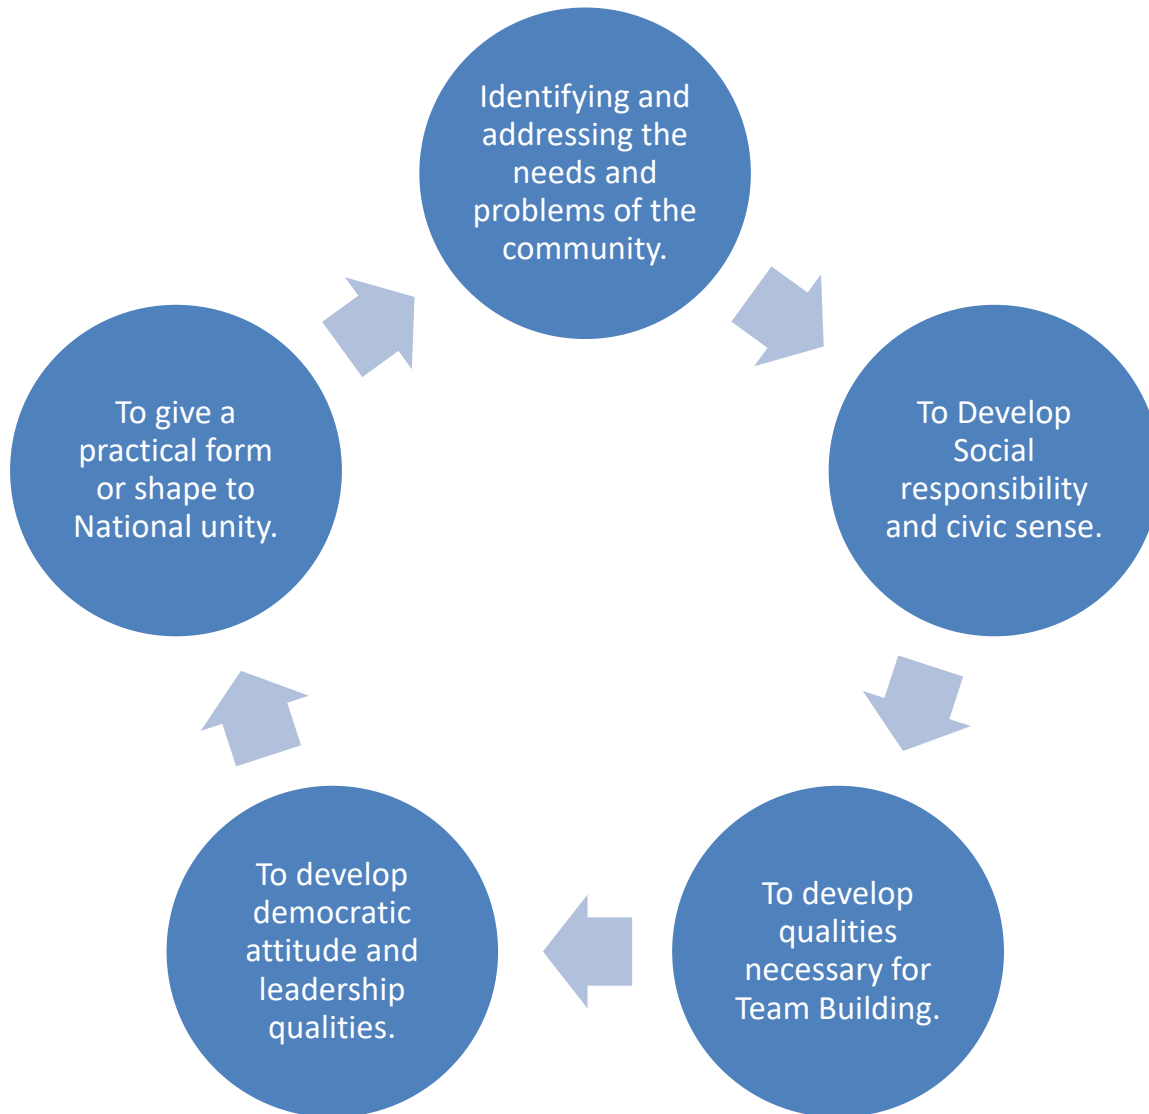 Identifying and
addressing the
needs and
problems of the
community.
To Develop
Social
responsibility
and civic sense.
To develop
qualities
necessary for
Team Building.
To develop
democratic
attitude and
leadership
qualities.
To give a
practical form
or shape to
National unity.